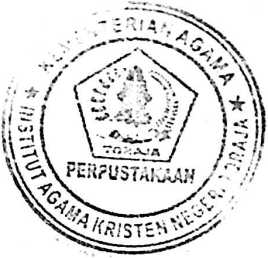 KEMENTERIAN AGAMA
TORAJA
PERPUSTAKAAN
INSTITUT AGAMA KRISTEN NEGERI TORAJA